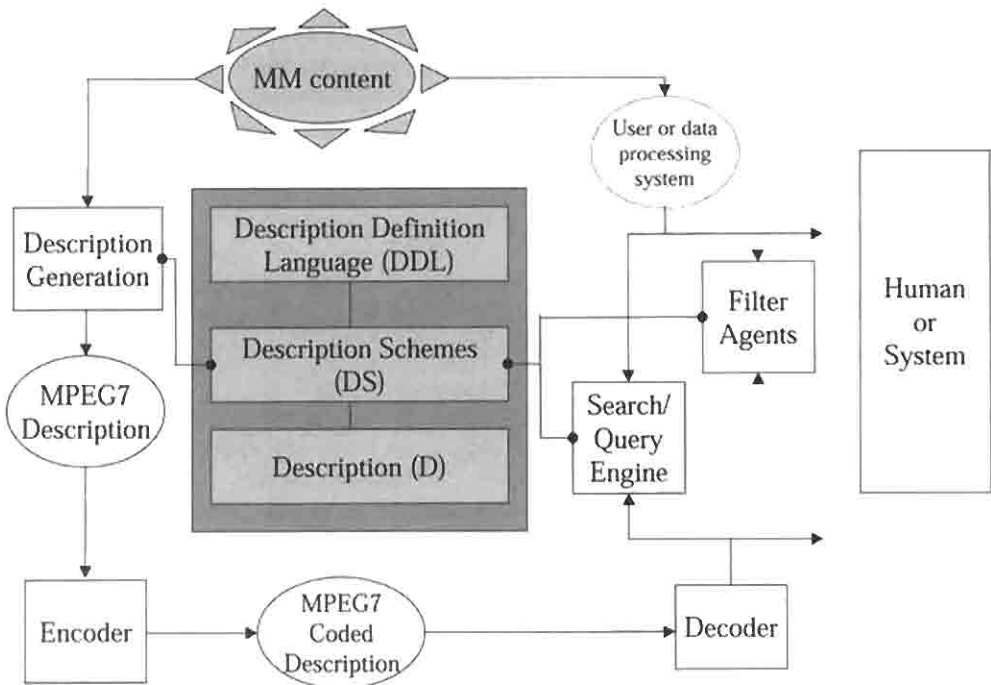 MM content
User or data
processing
system
Description
Generation
Description Definition
Language (DDL)
Description Schemes
(DS)
Description (D)
MPEG7
Description
Filter
Agents
Search/
Query
Engine
Human
or
System
Encoder
MPEG7
Coded
Description
Decoder